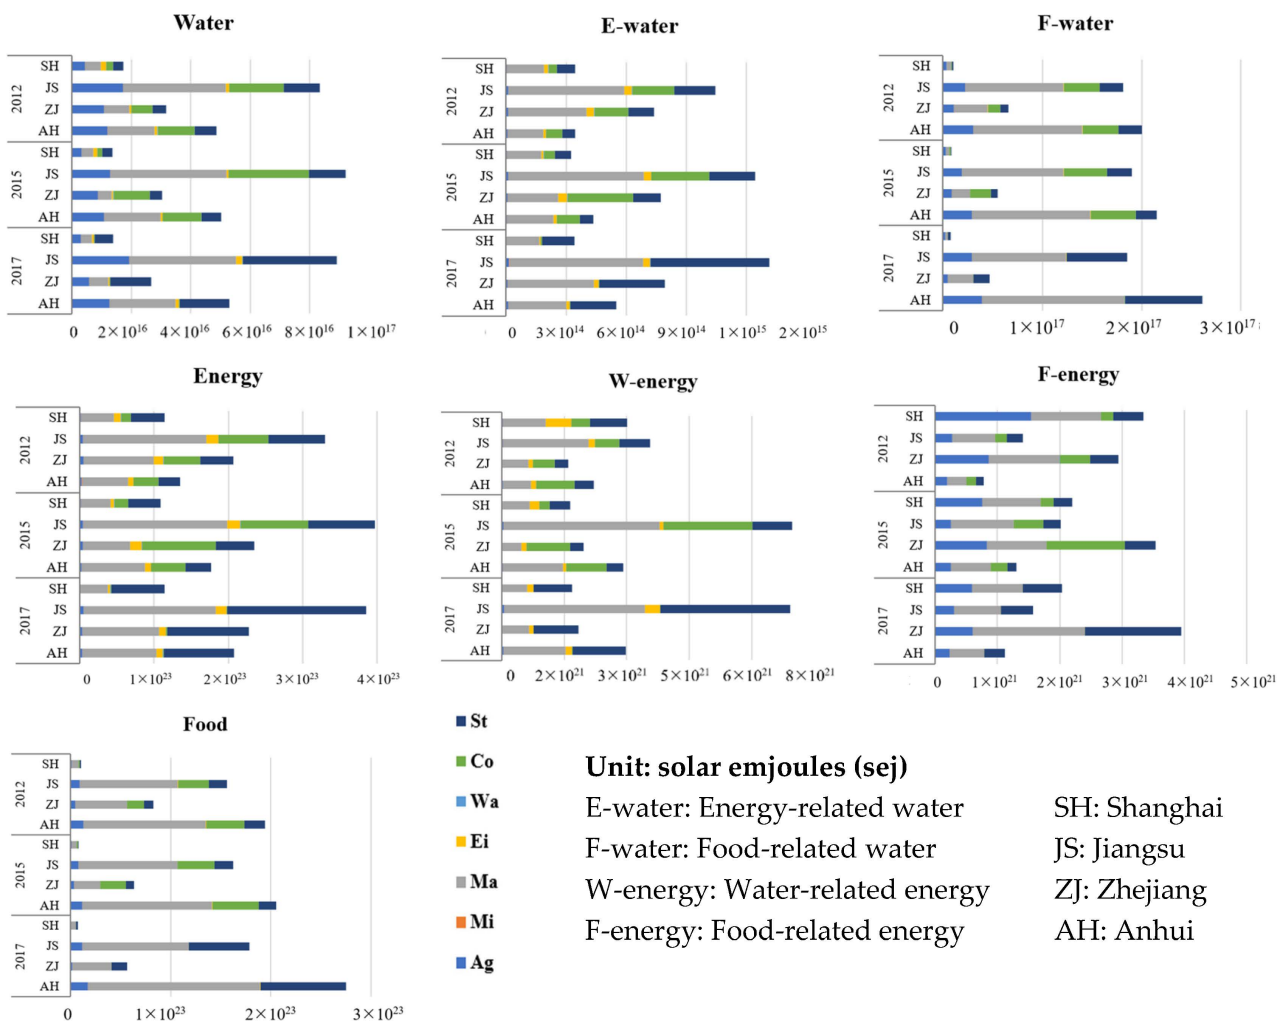 Water
2012
SH
JS
ZJ
AH
2015
SH
JS
ZJ
AH
2017
SH
JS
ZJ
AH
0 2×10¹⁶ 4×10¹⁶ 6×10¹⁶ 8×10¹⁶ 1×10¹⁷
E-water
2012
SH
JS
ZJ
AH
2015
SH
JS
ZJ
AH
2017
SH
JS
ZJ
AH
0 3×10¹⁴ 6×10¹⁴ 9×10¹⁴ 1×10¹⁵ 2×10¹⁵
F-water
2012
SH
JS
ZJ
AH
2015
SH
JS
ZJ
AH
2017
SH
JS
ZJ
AH
0 1×10¹⁷ 2×10¹⁷ 3×10¹⁷
Energy
2012
SH
JS
ZJ
AH
2015
SH
JS
ZJ
AH
2017
SH
JS
ZJ
AH
0 1×10²³ 2×10²³ 3×10²³ 4×10²³
W-energy
2012
SH
JS
ZJ
AH
2015
SH
JS
ZJ
AH
2017
SH
JS
ZJ
AH
0 2×10²¹ 3×10²¹ 5×10²¹ 6×10²¹ 8×10²¹
F-energy
2012
SH
JS
ZJ
AH
2015
SH
JS
ZJ
AH
2017
SH
JS
ZJ
AH
0 1×10²¹ 2×10²¹ 3×10²¹ 4×10²¹ 5×10²¹
Food
2012
SH
JS
ZJ
AH
2015
SH
JS
ZJ
AH
2017
SH
JS
ZJ
AH
0 1×10²³ 2×10²³ 3×10²³
St
Co
Wa
Ei
Ma
Mi
Ag
Unit: solar emjoules (sej)
E-water: Energy-related water SH: Shanghai
F-water: Food-related water JS: Jiangsu
W-energy: Water-related energy ZJ: Zhejiang
F-energy: Food-related energy AH: Anhui